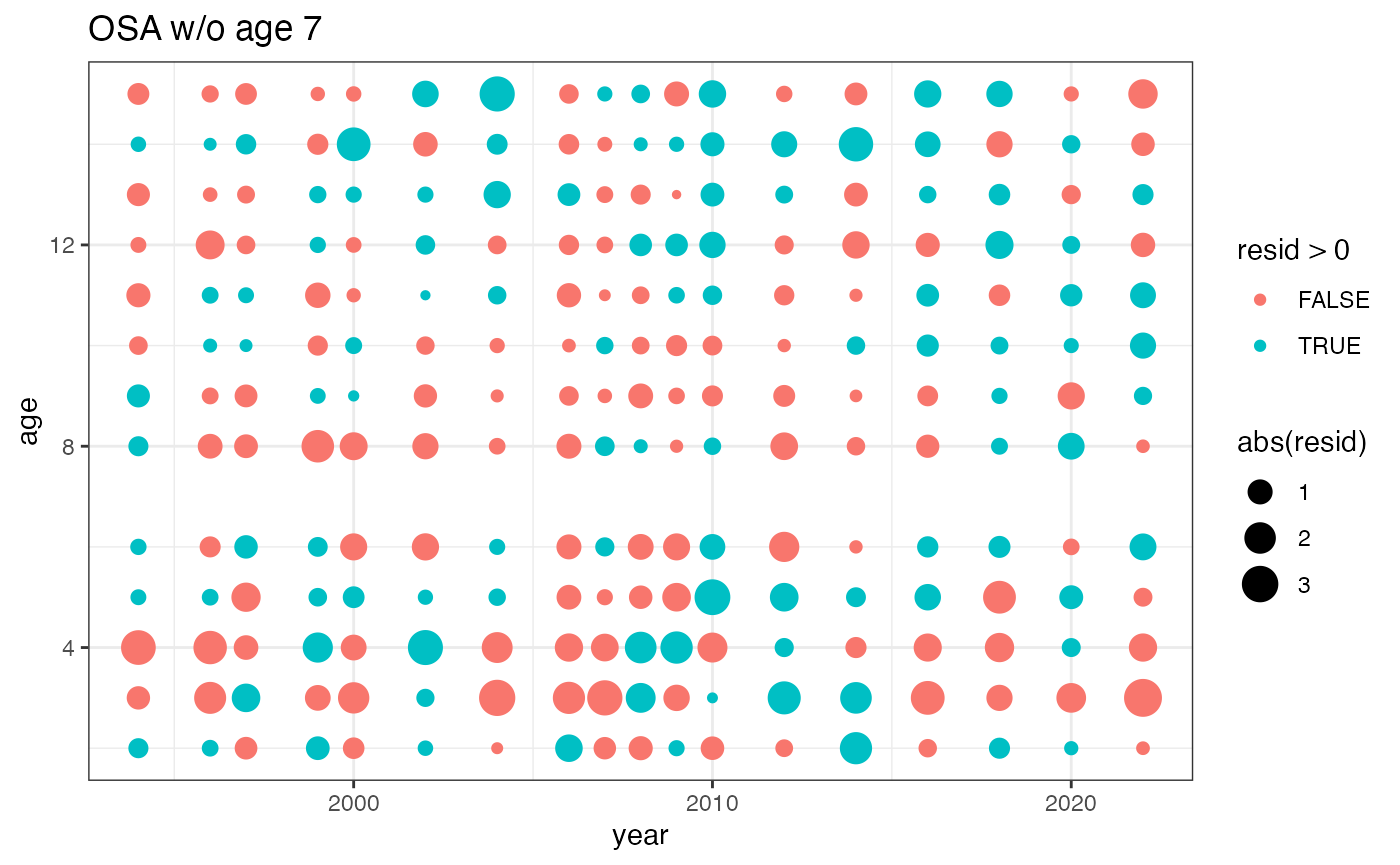 OSA w/o age 7
age
12
8
4
2000
2010
2020
year
resid > 0
FALSE
TRUE
abs(resid)
1
2
3